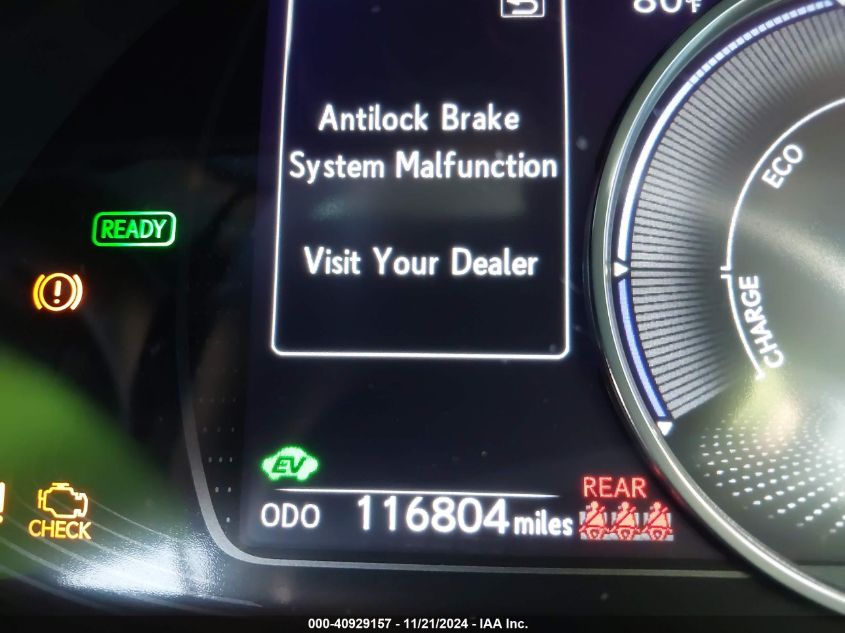 80°F
Antilock Brake
System Malfunction
Visit Your Dealer
READY
ECO
CHARGE
EV
CHECK
ODO 116804 miles
REAR
000-40929157 - 11/21/2024 - IAA Inc.